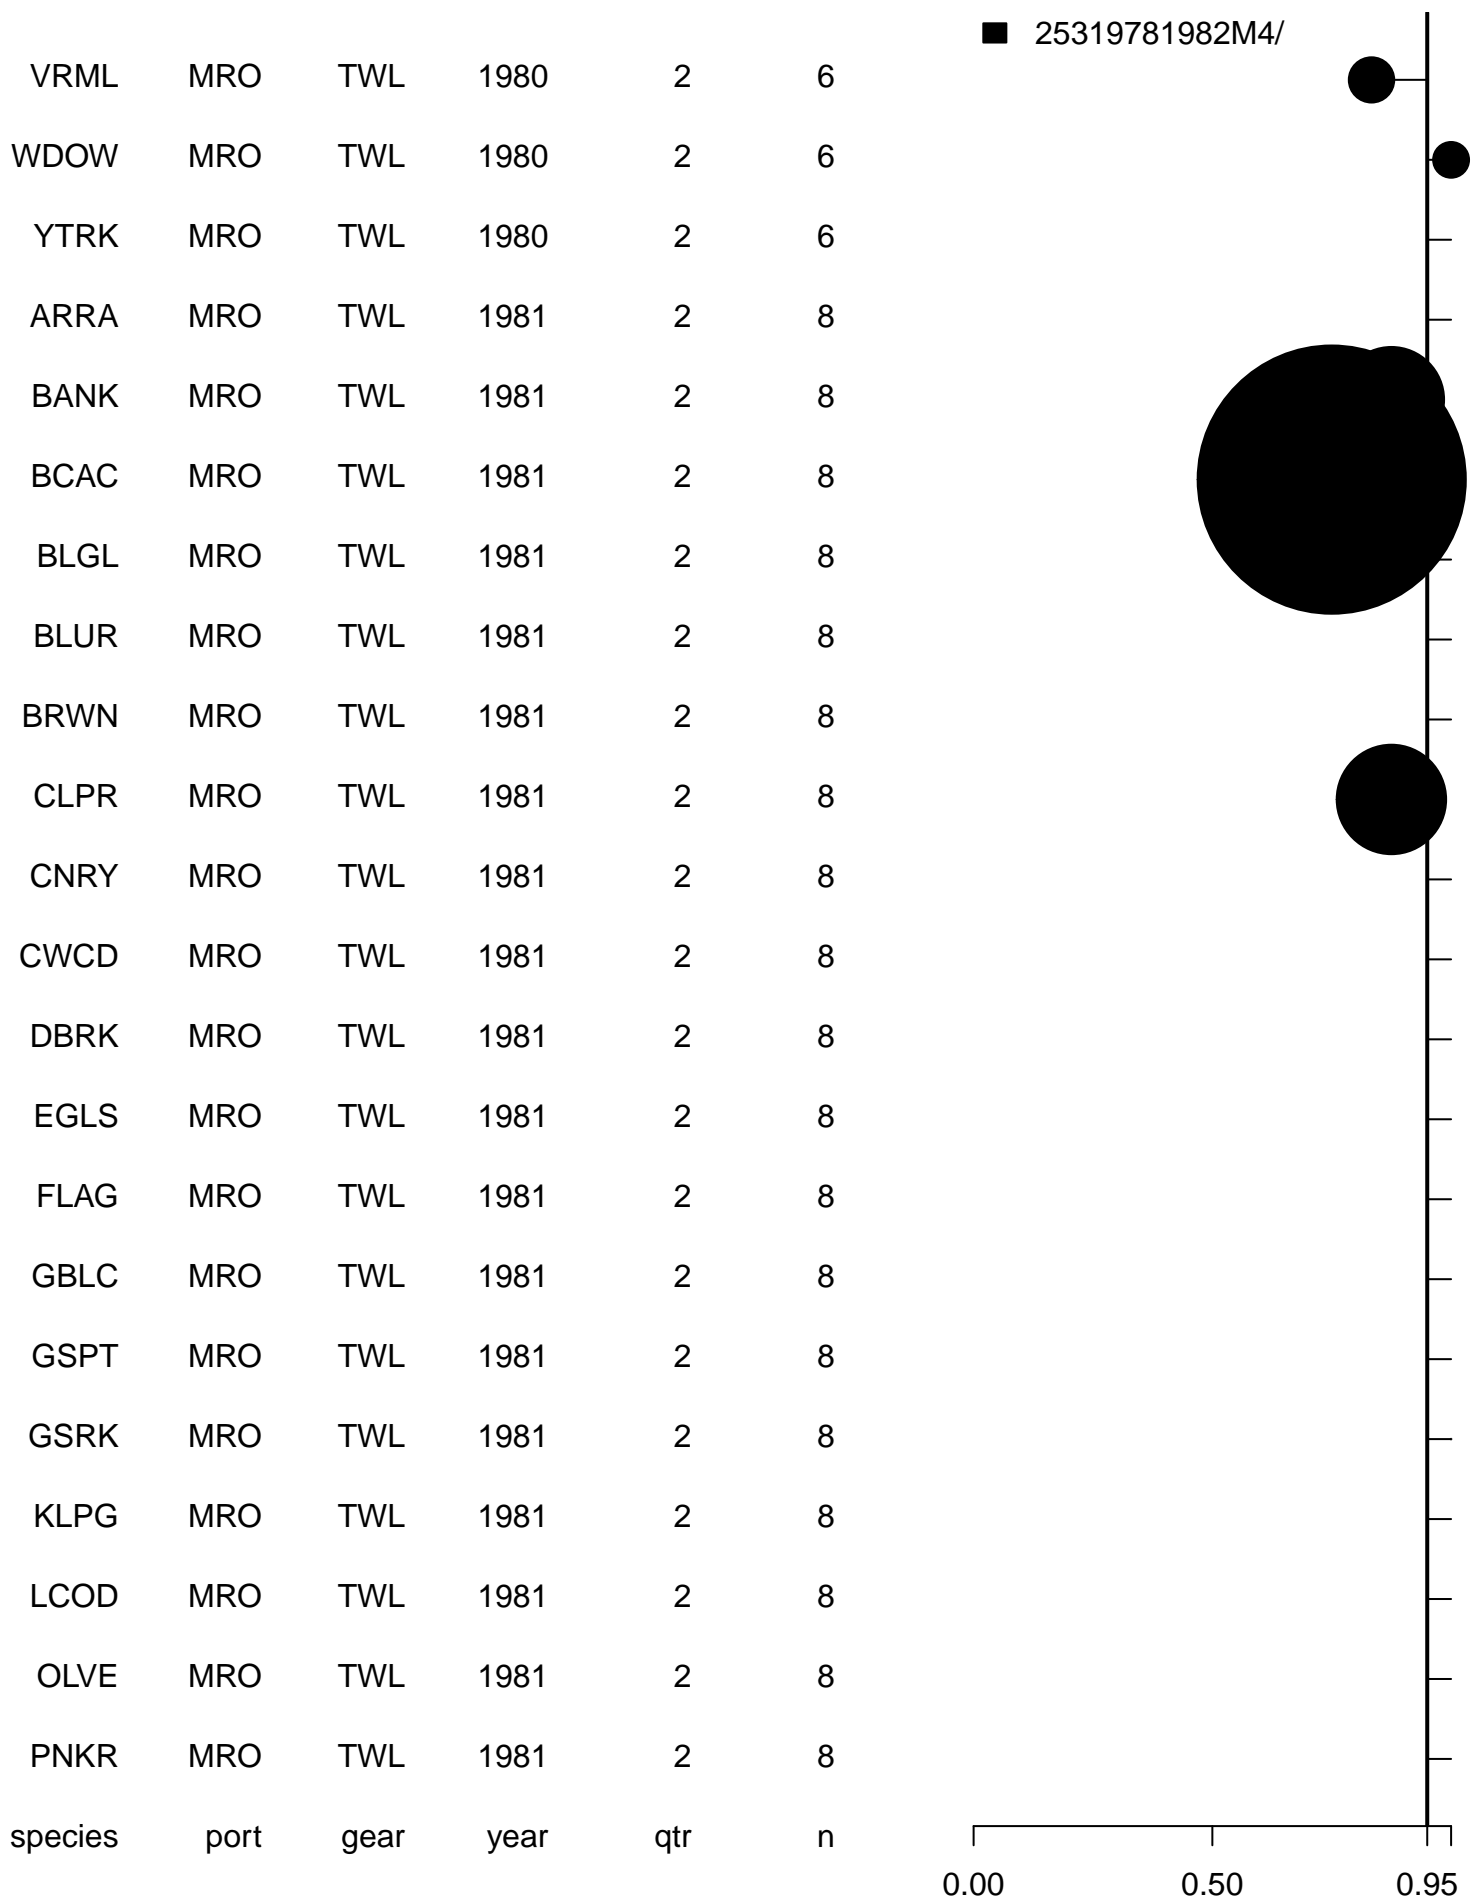 25319781982M4/
VRML MRO TWL 1980 2 6
WDOW MRO TWL 1980 2 6
YTRK MRO TWL 1980 2 6
ARRA MRO TWL 1981 2 8
BANK MRO TWL 1981 2 8
BCAC MRO TWL 1981 2 8
BLGL MRO TWL 1981 2 8
BLUR MRO TWL 1981 2 8
BRWN MRO TWL 1981 2 8
CLPR MRO TWL 1981 2 8
CNRY MRO TWL 1981 2 8
CWCD MRO TWL 1981 2 8
DBRK MRO TWL 1981 2 8
EGLS MRO TWL 1981 2 8
FLAG MRO TWL 1981 2 8
GBLC MRO TWL 1981 2 8
GSPT MRO TWL 1981 2 8
GSRK MRO TWL 1981 2 8
KLPG MRO TWL 1981 2 8
LCOD MRO TWL 1981 2 8
OLVE MRO TWL 1981 2 8
PNKR MRO TWL 1981 2 8
species port gear year qtr n
0.00 0.50 0.95